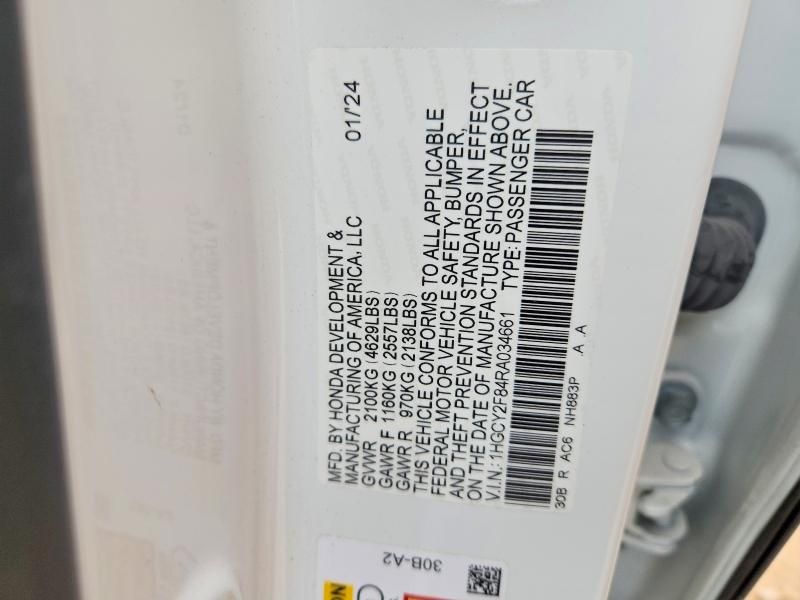 MFD. BY HONDA DEVELOPMENT &
MANUFACTURING OF AMERICA, LLC 01/'24
GVWR 2100KG (4629LBS)
GAWR F 1160KG (2557LBS)
GAWR R 970KG (2138LBS)
THIS VEHICLE CONFORMS TO ALL APPLICABLE
FEDERAL MOTOR VEHICLE SAFETY, BUMPER,
AND THEFT PREVENTION STANDARDS IN EFFECT
ON THE DATE OF MANUFACTURE SHOWN ABOVE.
V.I.N.: 1HGCY2F84RA034661 TYPE: PASSENGER CAR
30B R AC6 NH883P A .A
30B-A2